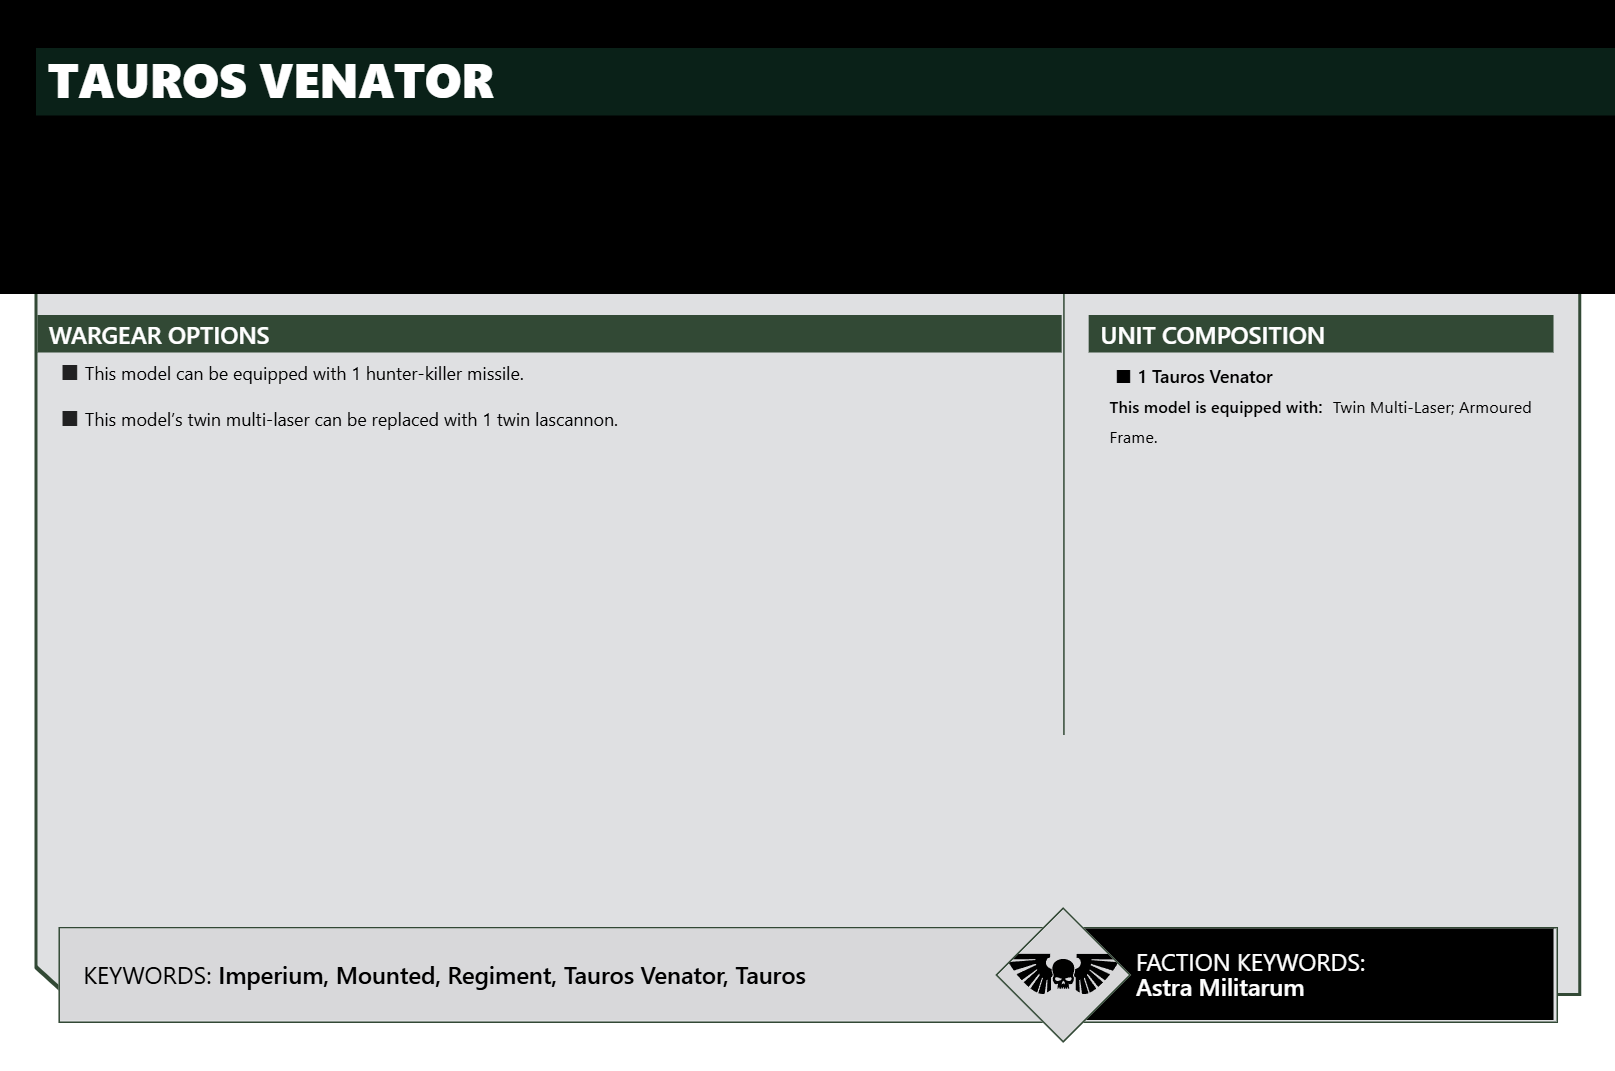 TAUROS VENATOR
WARGEAR OPTIONS
■ This model can be equipped with 1 hunter-killer missile.
■ This model’s twin multi-laser can be replaced with 1 twin lascannon.
UNIT COMPOSITION
■ 1 Tauros Venator
This model is equipped with: Twin Multi-Laser; Armoured
Frame.
KEYWORDS: Imperium, Mounted, Regiment, Tauros Venator, Tauros
FACTION KEYWORDS:
Astra Militarum